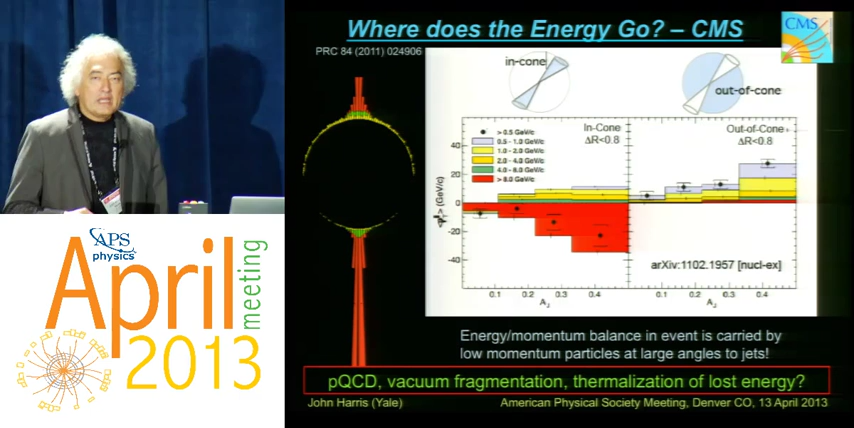 APS
physics
April
meeting
2013
Where does the Energy Go? – CMS
CMS
PRC 84 (2011) 024906
in-cone
out-of-cone
In-Cone
ΔR<0.8
Out-of-Cone
ΔR<0.8
> 0.5 GeV/c
0.5 - 1.0 GeV/c
1.0 - 2.0 GeV/c
2.0 - 4.0 GeV/c
4.0 - 8.0 GeV/c
> 8.0 GeV/c
40
20
0
-20
-40
(GeV/c)
arXiv:1102.1957 [nucl-ex]
0.1 0.2 0.3 0.4 0.1 0.2 0.3 0.4
AJ AJ
Energy/momentum balance in event is carried by
low momentum particles at large angles to jets!
pQCD, vacuum fragmentation, thermalization of lost energy?
John Harris (Yale) American Physical Society Meeting, Denver CO, 13 April 2013